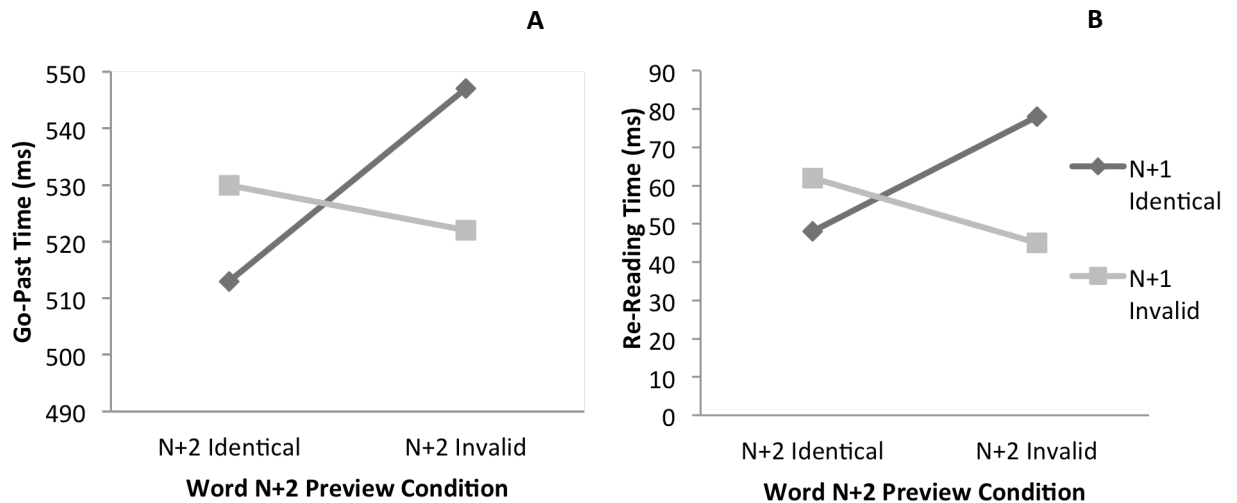 A
550
540
530
520
510
500
490
Go-Past Time (ms)
N+2 Identical
N+2 Invalid
Word N+2 Preview Condition
B
90
80
70
60
50
40
30
20
10
0
Re-Reading Time (ms)
N+2 Identical
N+2 Invalid
Word N+2 Preview Condition
N+1
Identical
N+1
Invalid